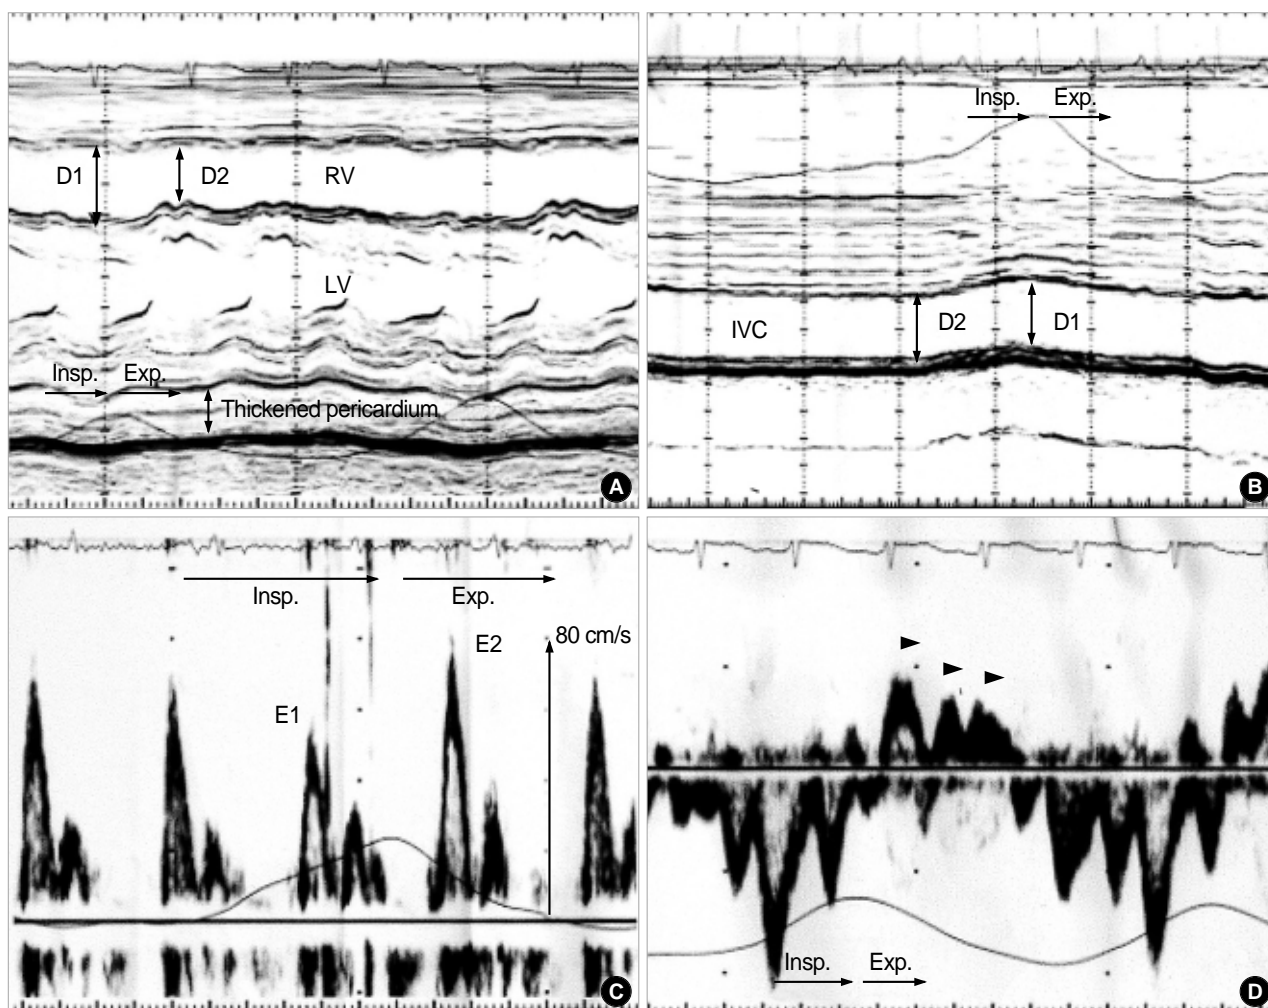 D1
D2
RV
LV
Insp.
Exp.
Thickened pericardium
A
Insp.
Exp.
IVC
D2
D1
B
Insp.
Exp.
80 cm/s
E2
E1
C
Insp.
Exp.
D